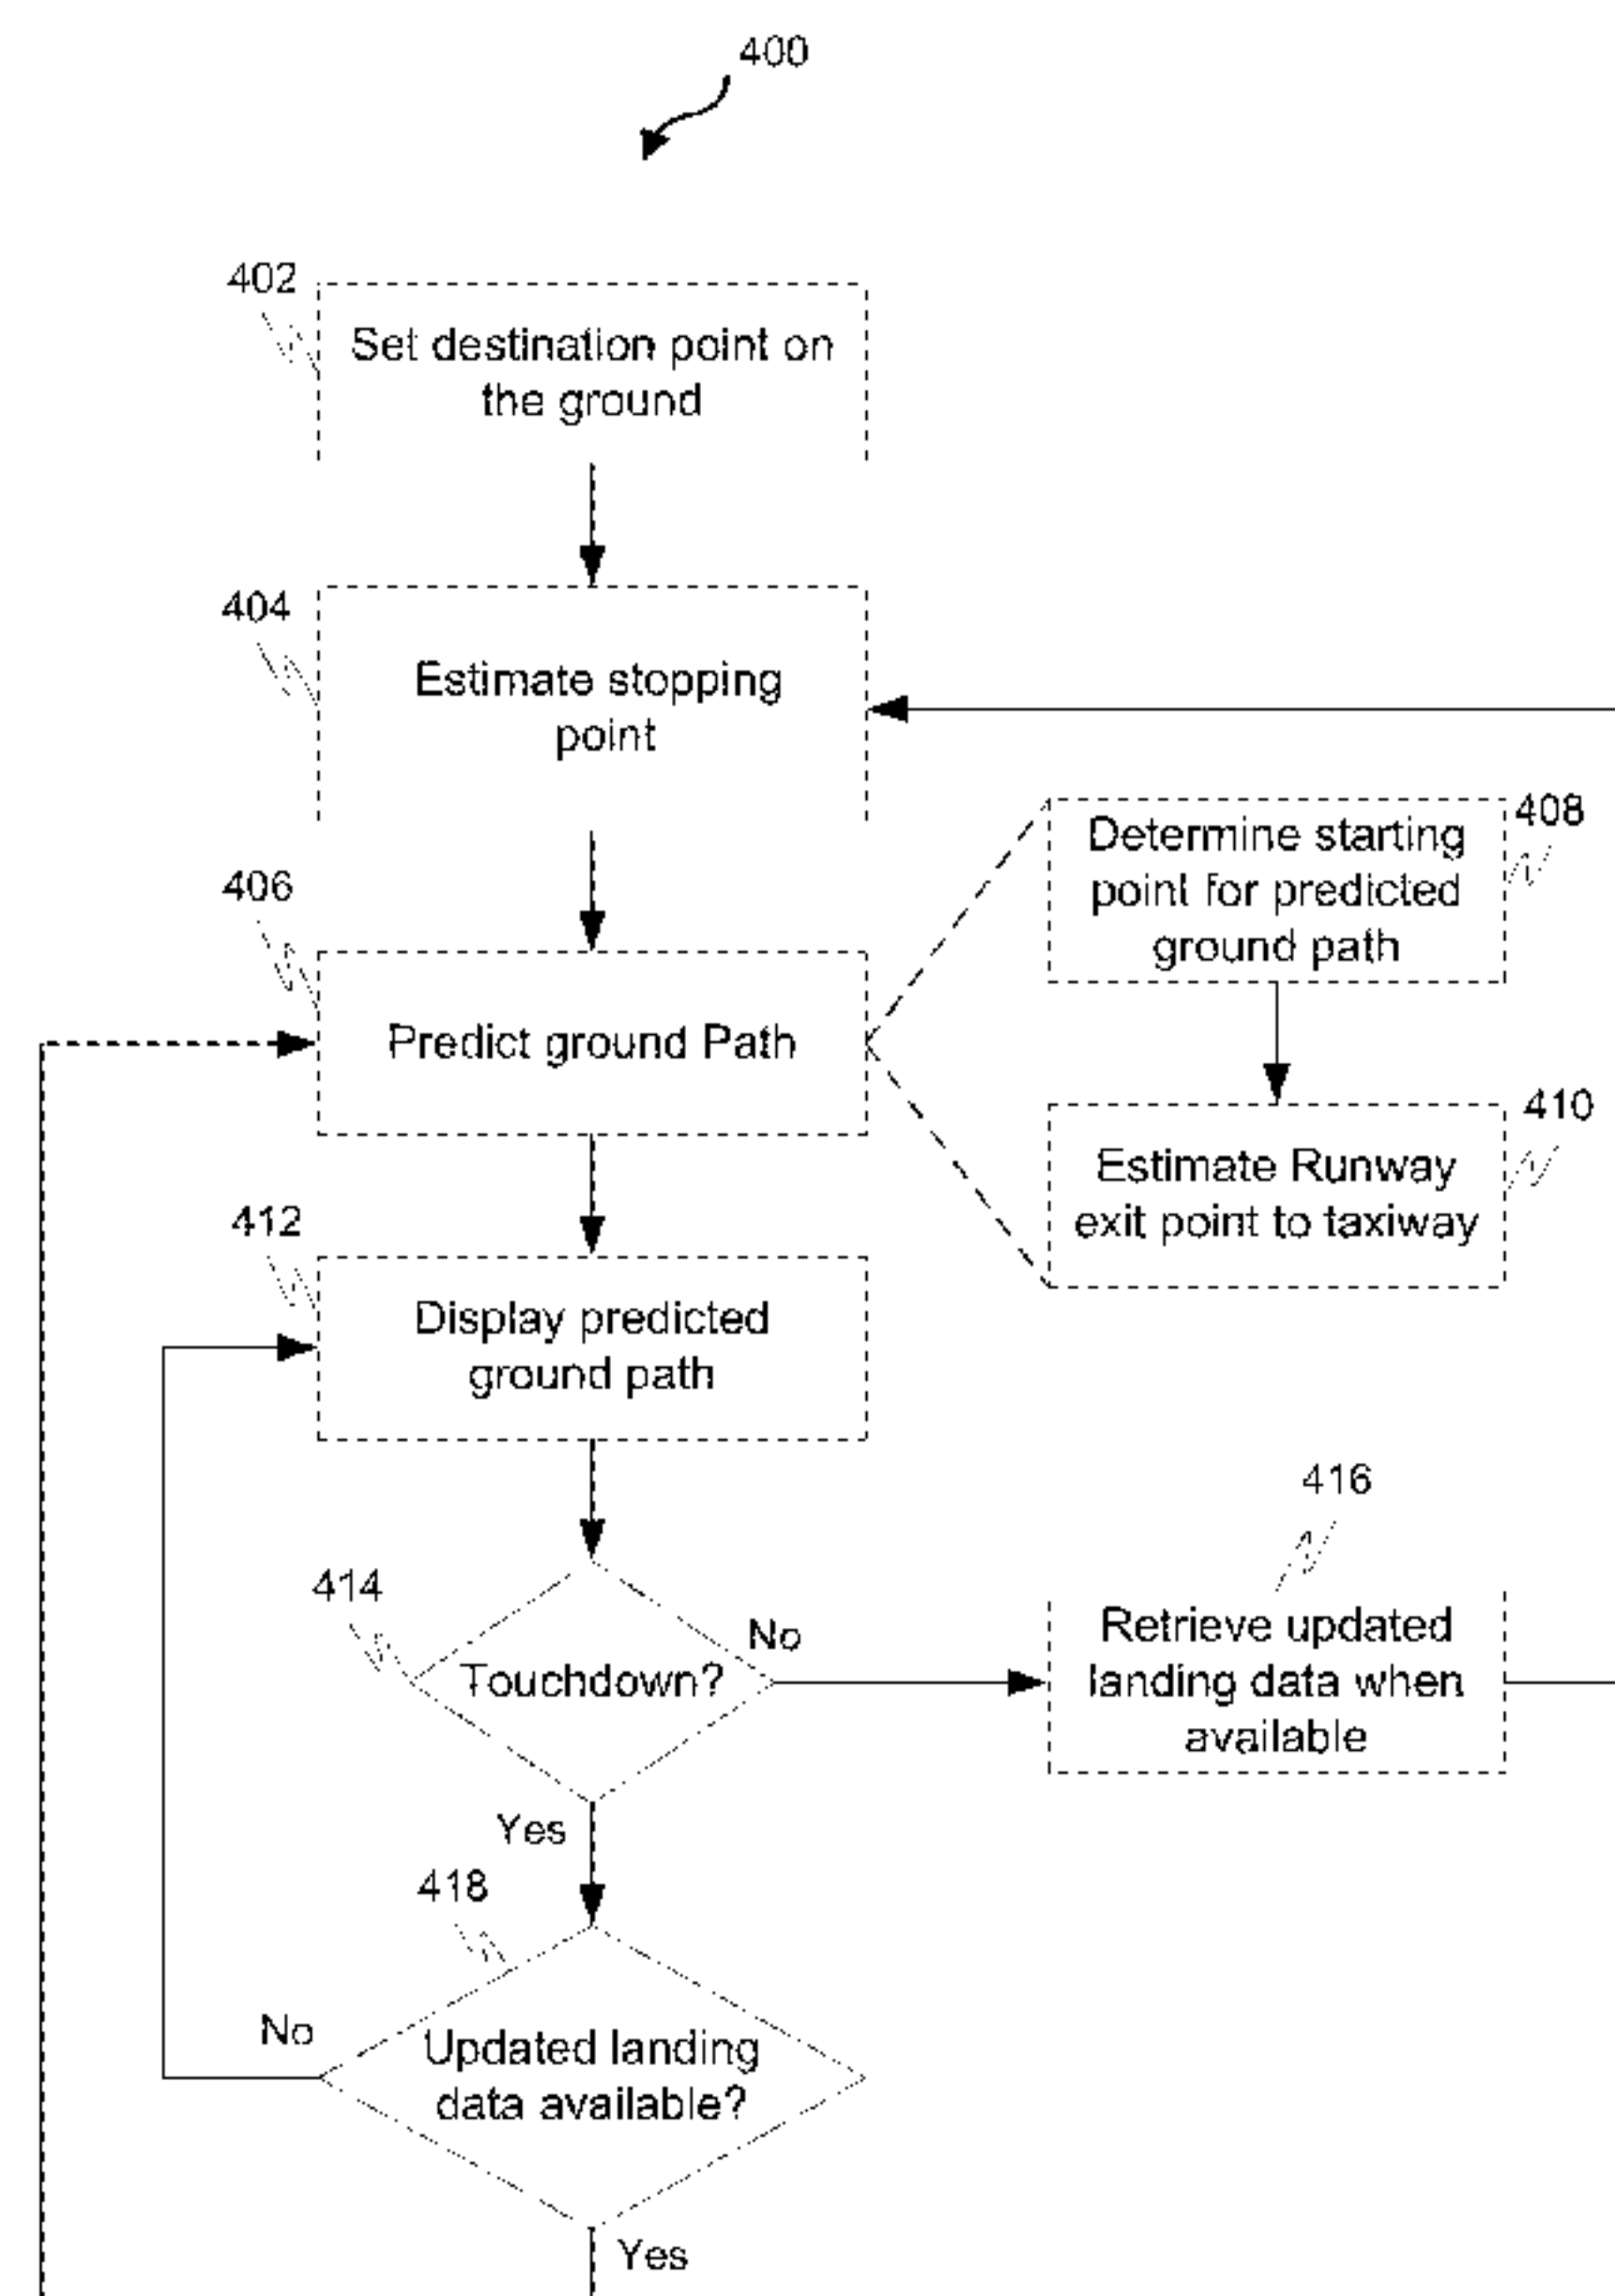 400
402
Set destination point on
the ground
404
Estimate stopping
point
408
Determine starting
point for predicted
ground path
406
Predict ground Path
410
Estimate Runway
exit point to taxiway
412
Display predicted
ground path
416
414
No
Touchdown?
Retrieve updated
landing data when
available
Yes
418
No
Updated landing
data available?
Yes